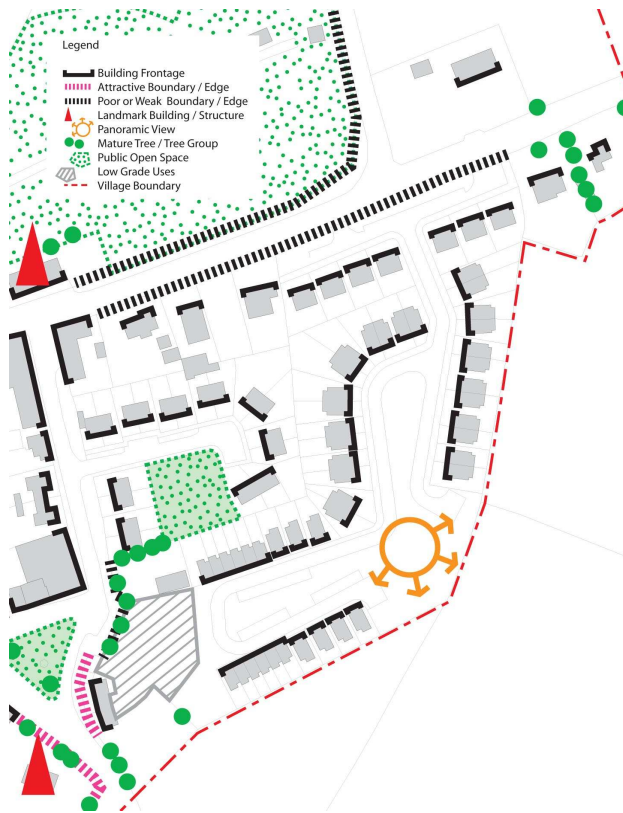 Legend
Building Frontage
Attractive Boundary / Edge
Poor or Weak Boundary / Edge
Landmark Building / Structure
Panoramic View
Mature Tree / Tree Group
Public Open Space
Low Grade Uses
Village Boundary